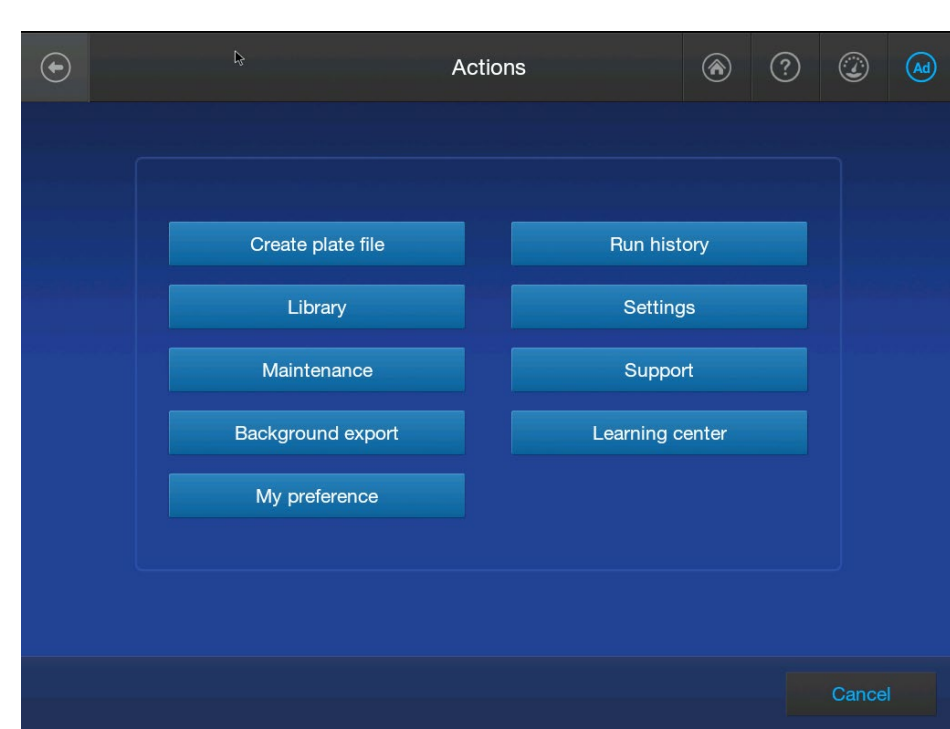 Actions
?
Ad
Create plate file
Run history
Library
Settings
Maintenance
Support
Background export
Learning center
My preference
Cancel